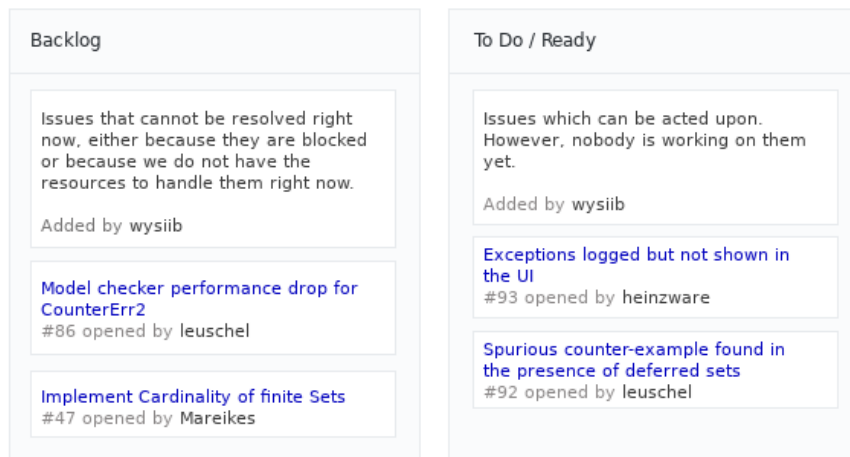 Backlog
Issues that cannot be resolved right
now, either because they are blocked
or because we do not have the
resources to handle them right now.
Added by wysiib
Model checker performance drop for
CounterErr2
#86 opened by leuschel
Implement Cardinality of finite Sets
#47 opened by Mareikes
To Do / Ready
Issues which can be acted upon.
However, nobody is working on them
yet.
Added by wysiib
Exceptions logged but not shown in
the UI
#93 opened by heinzware
Spurious counter-example found in
the presence of deferred sets
#92 opened by leuschel